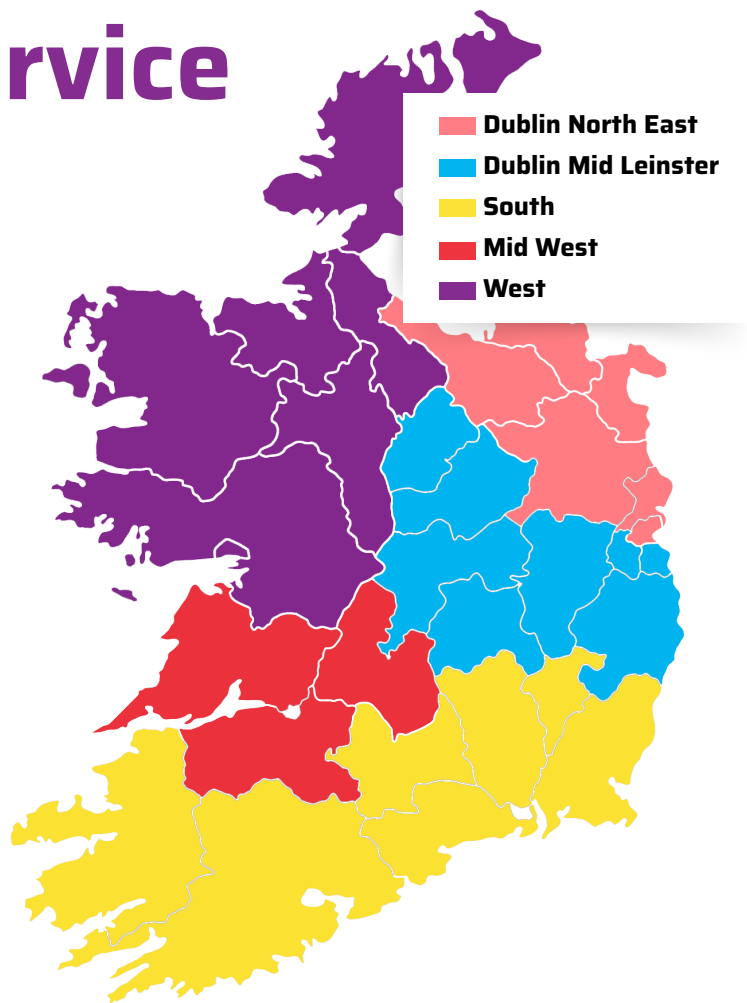 rvice
Dublin North East
Dublin Mid Leinster
South
Mid West
West